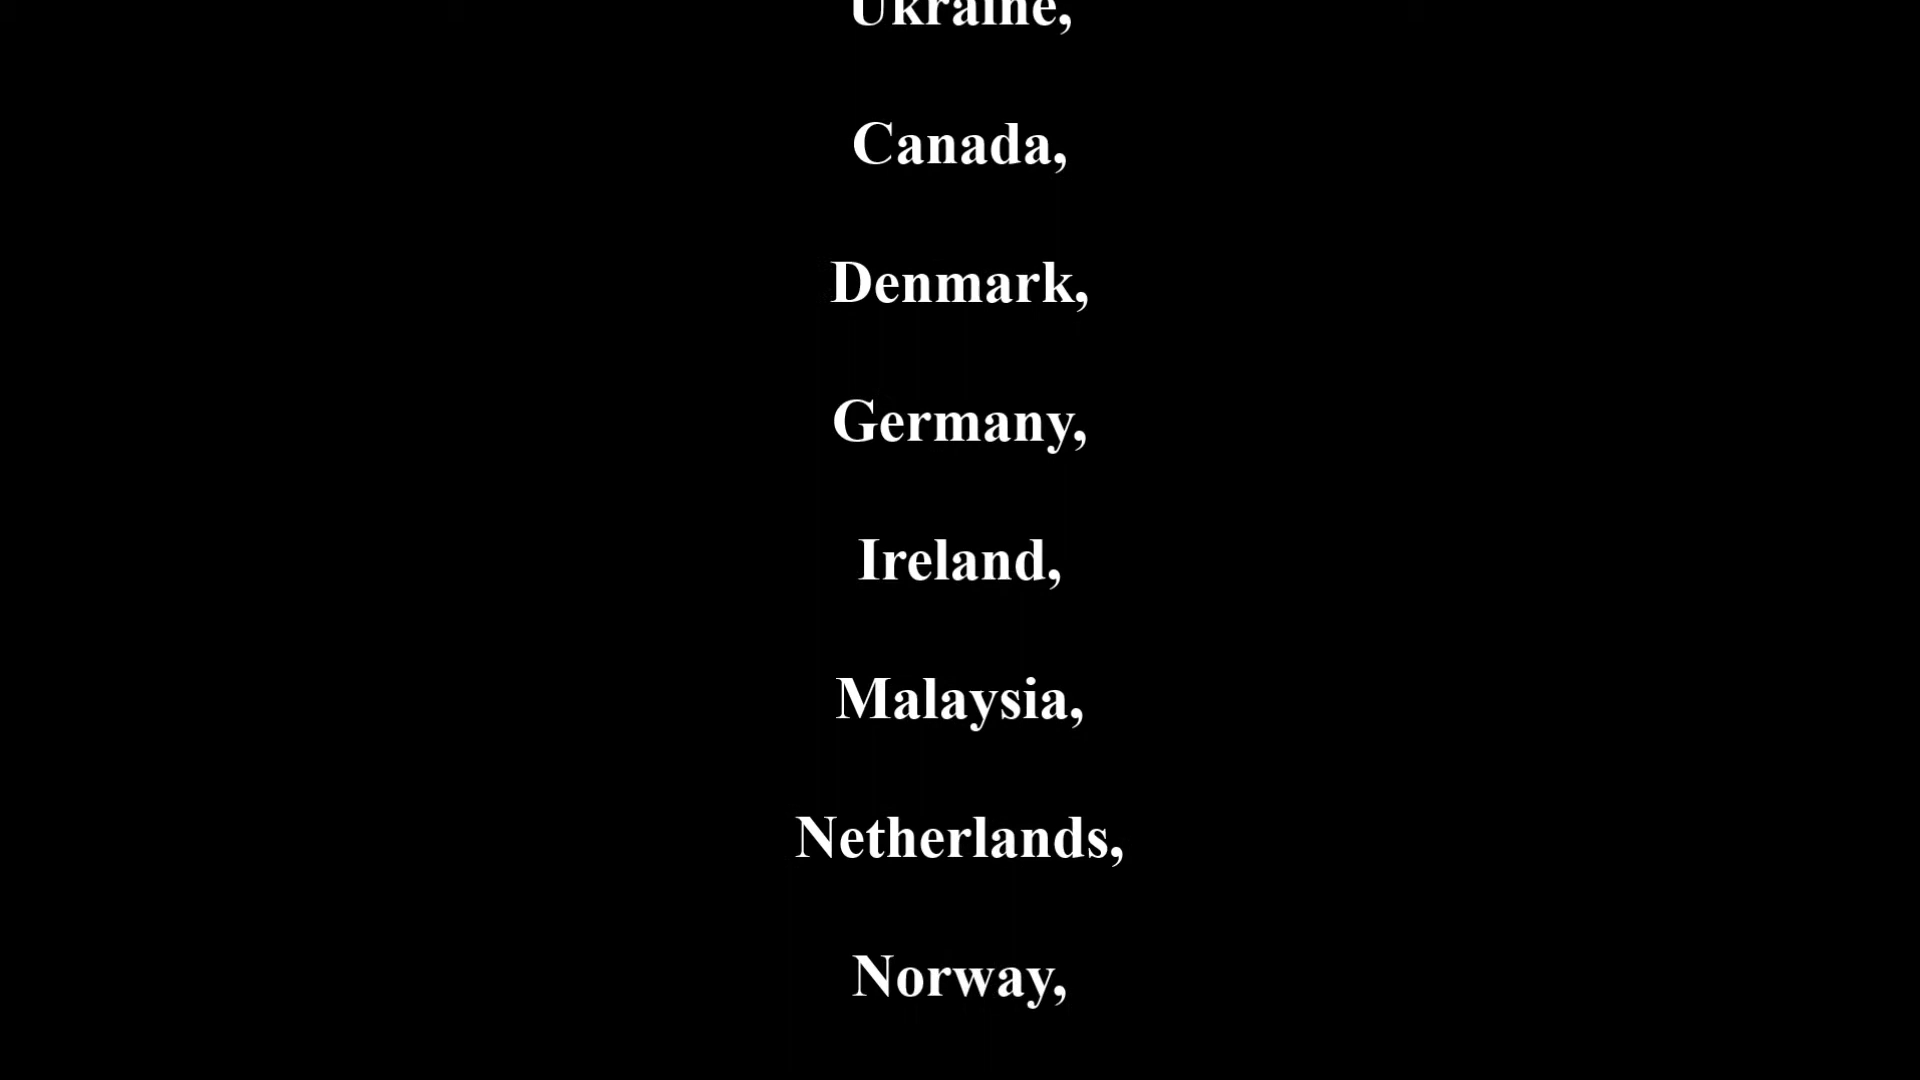 Ukraine,
Canada,
Denmark,
Germany,
Ireland,
Malaysia,
Netherlands,
Norway,